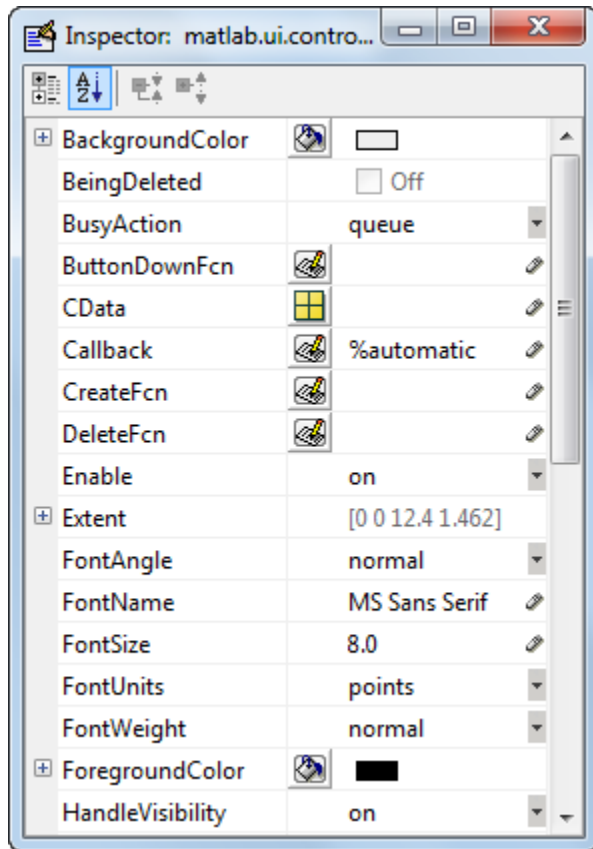 Inspector: matlab.ui.contro...
A
Z
BackgroundColor
BeingDeleted Off
BusyAction queue
ButtonDownFcn
CData
Callback %automatic
CreateFcn
DeleteFcn
Enable on
Extent [0 0 12.4 1.462]
FontAngle normal
FontName MS Sans Serif
FontSize 8.0
FontUnits points
FontWeight normal
ForegroundColor
HandleVisibility on